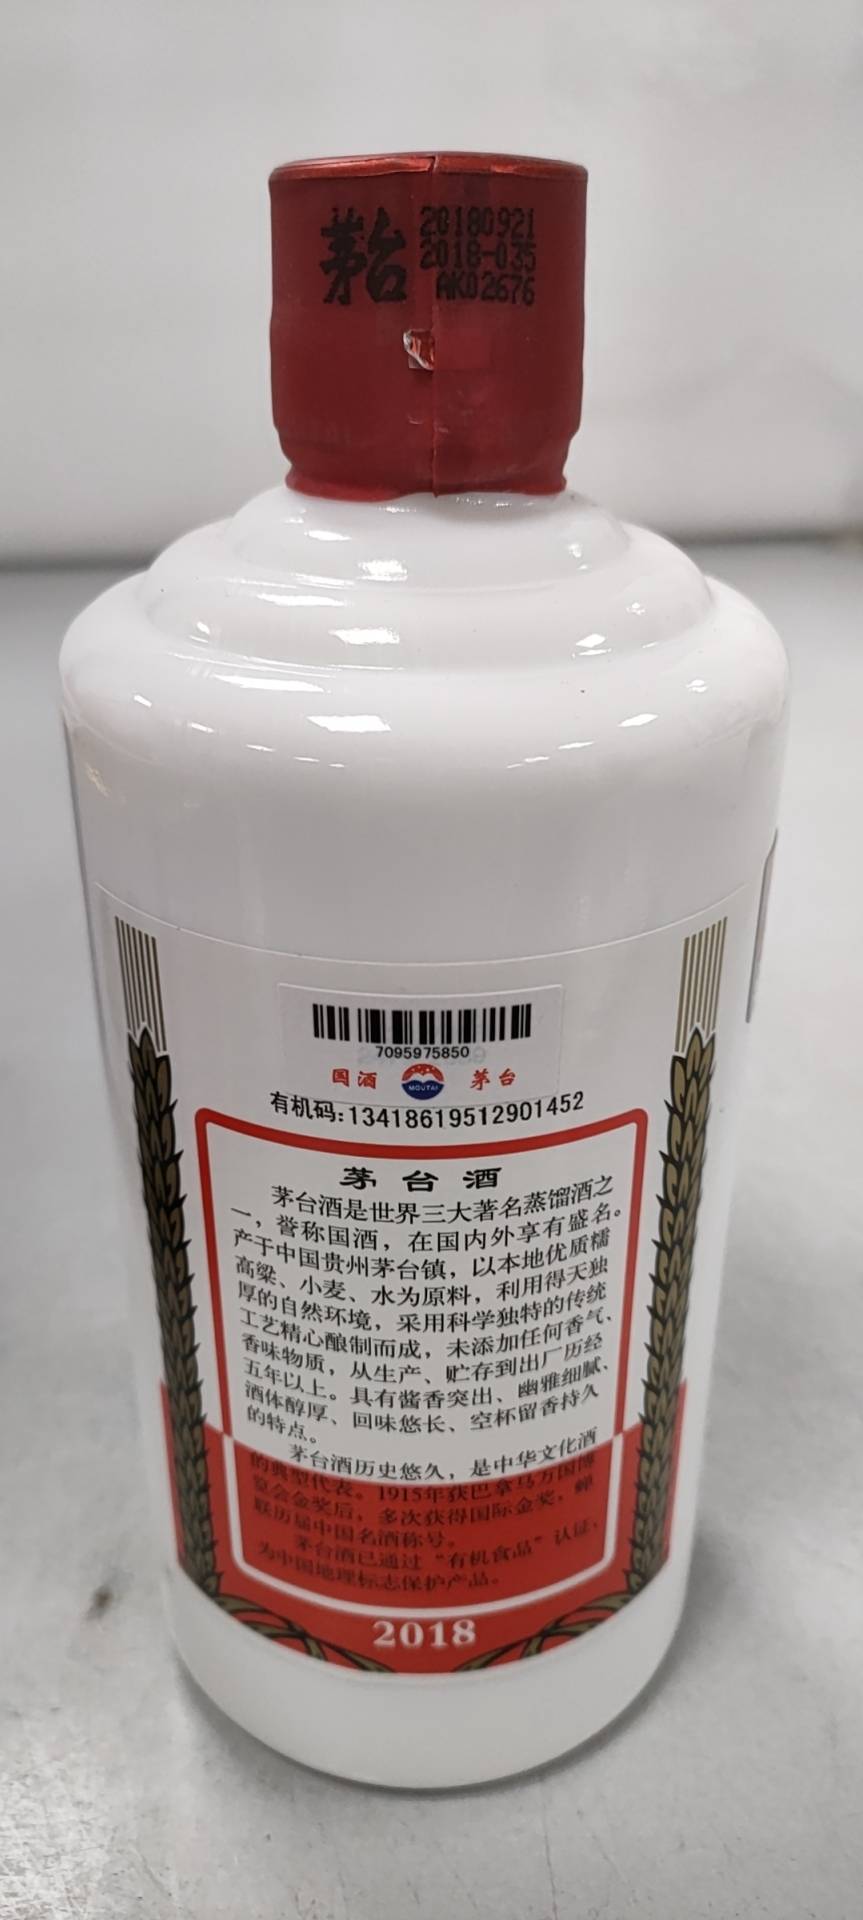 茅台
20180921
2018-035
AK02676
7095975850
国酒 MOUTAI 茅台
有机码:13418619512901452
茅台酒
茅台酒是世界三大著名蒸馏酒之
一，誉称国酒，在国内外享有盛名。
产于中国贵州茅台镇，以本地优质糯
高粱、小麦、水为原料，利用得天独
厚的自然环境，采用科学独特的传统
工艺精心酿制而成，未添加任何香气、
香味物质，从生产、贮存到出厂历经
五年以上。具有酱香突出、幽雅细腻、
酒体醇厚、回味悠长、空杯留香持久
的特点。
茅台酒历史悠久，是中华文化酒
的典型代表。1915年获巴拿马万国博
览会金奖后，多次获得国际金奖，蝉
联历届中国名酒称号。
茅台酒已通过“有机食品”认证、
为中国地理标志保护产品。
2018